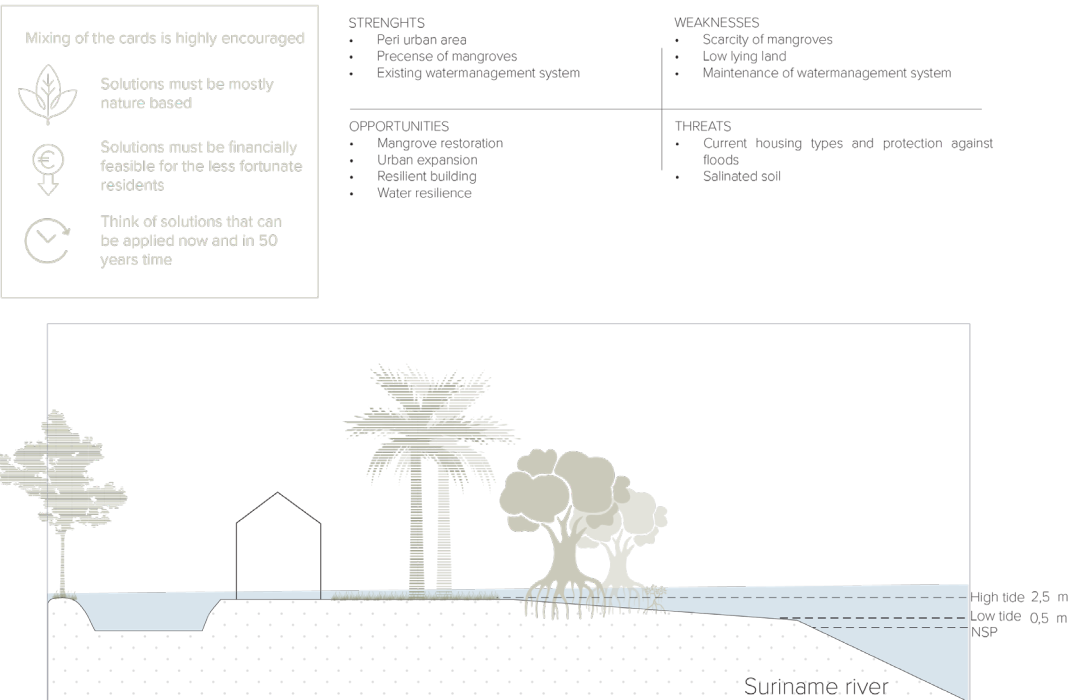 Mixing of the cards is highly encouraged
Solutions must be mostly
nature based
Solutions must be financially
feasible for the less fortunate
residents
Think of solutions that can
be applied now and in 50
years time
STRENGHTS
• Peri urban area
• Precense of mangroves
• Existing watermanagement system
WEAKNESSES
• Scarcity of mangroves
• Low lying land
• Maintenance of watermanagement system
OPPORTUNITIES
• Mangrove restoration
• Urban expansion
• Resilient building
• Water resilience
THREATS
• Current housing types and protection against
floods
• Salinated soil
High tide 2,5 m
Low tide 0,5 m
NSP
Suriname river